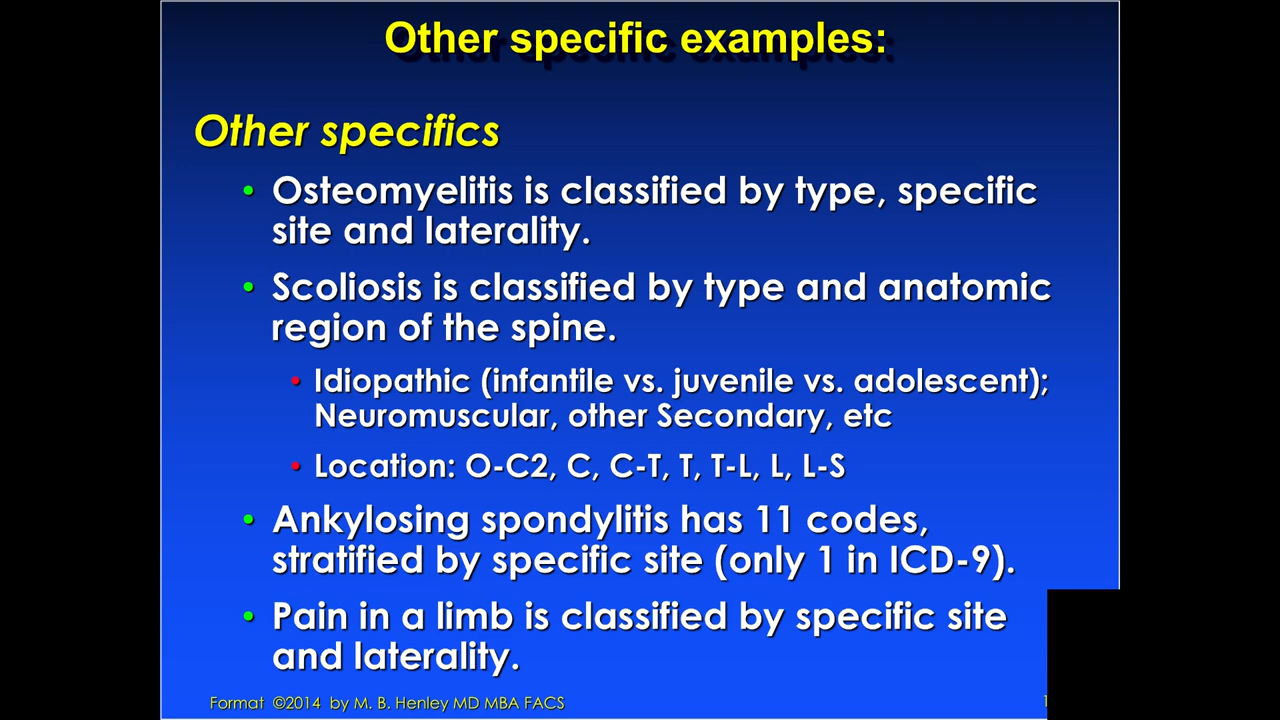 Other specific examples:
Other specifics
• Osteomyelitis is classified by type, specific
site and laterality.
• Scoliosis is classified by type and anatomic
region of the spine.
• Idiopathic (infantile vs. juvenile vs. adolescent);
Neuromuscular, other Secondary, etc
• Location: O-C2, C, C-T, T, T-L, L, L-S
• Ankylosing spondylitis has 11 codes,
stratified by specific site (only 1 in ICD-9).
• Pain in a limb is classified by specific site
and laterality.
Format ©2014 by M. B. Henley MD MBA FACS